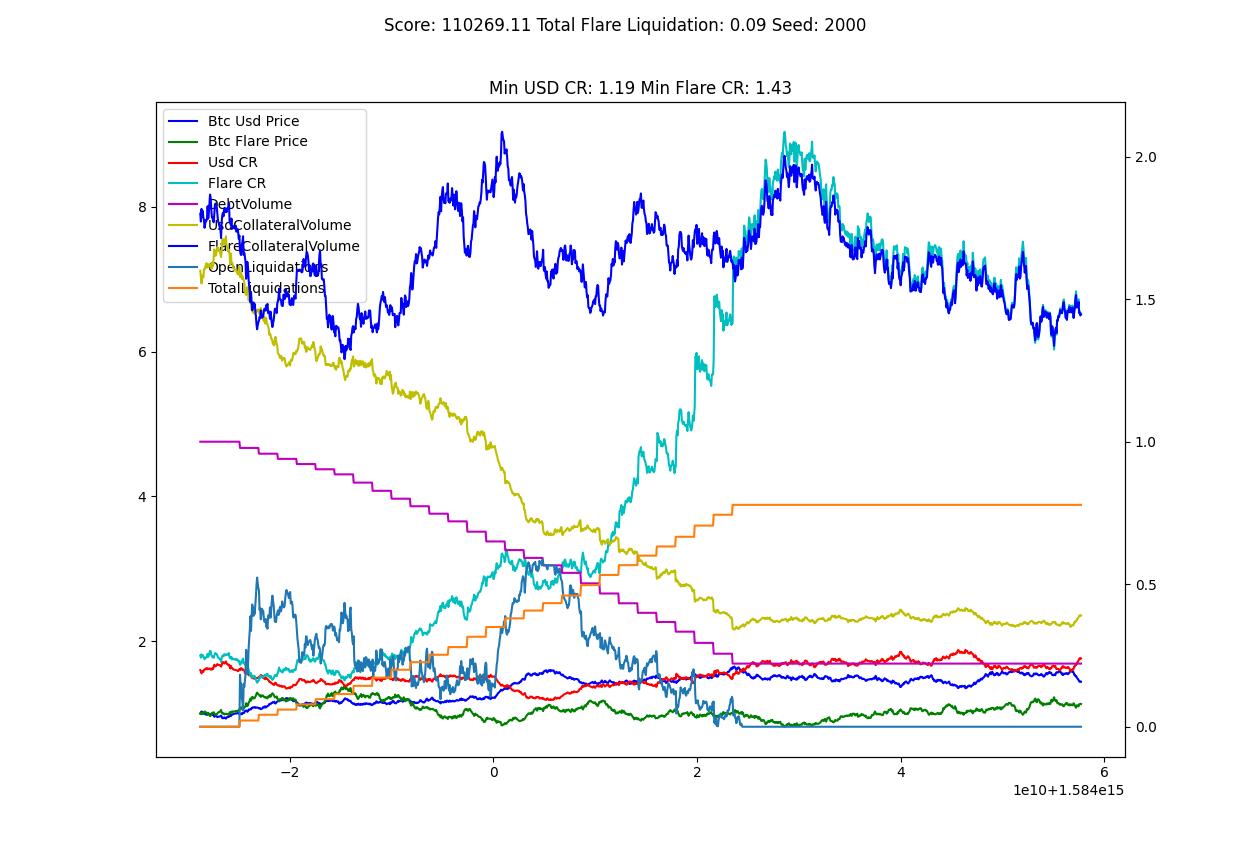 Score: 110269.11 Total Flare Liquidation: 0.09 Seed: 2000
Min USD CR: 1.19 Min Flare CR: 1.43
Btc Usd Price
Btc Flare Price
Usd CR
Flare CR
DebtVolume
UsdCollateralVolume
FlareCollateralVolume
OpenLiquidations
TotalLiquidations
8
6
4
2
2.0
1.5
1.0
0.5
0.0
−2
0
2
4
6
1e10+1.584e15